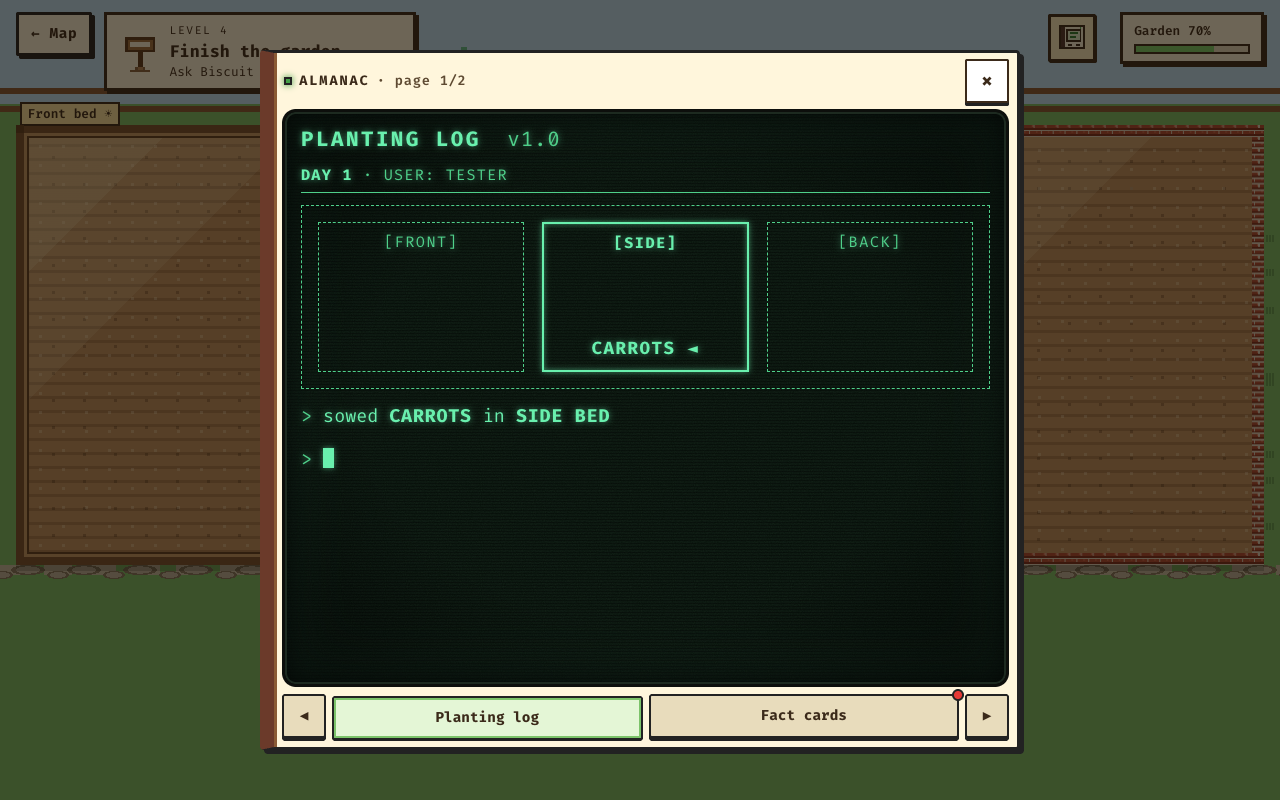 ← Map
LEVEL 4
Finish the garden
Ask Biscuit
Garden 70%
Front bed ☀
ALMANAC · page 1/2
✖
PLANTING LOG v1.0
DAY 1 · USER: TESTER
[FRONT]
[SIDE]
[BACK]
CARROTS ◄
> sowed CARROTS in SIDE BED
>
◄
Planting log
Fact cards
►